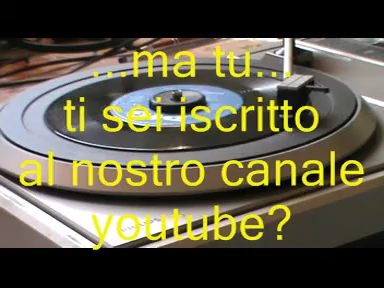 ...ma tu...
ti sei iscritto
al nostro canale
youtube?